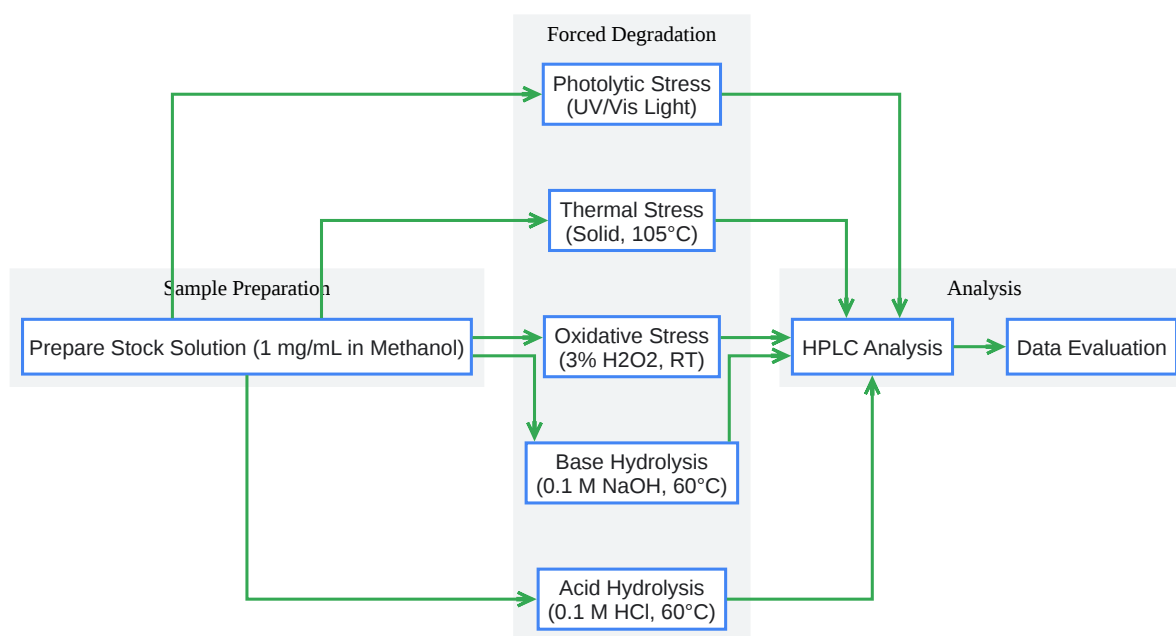 Forced Degradation
Photolytic Stress
(UV/Vis Light)
Thermal Stress
(Solid, 105°C)
Sample Preparation
Analysis
Prepare Stock Solution (1 mg/mL in Methanol)
Oxidative Stress
(3% H2O2, RT)
HPLC Analysis
Data Evaluation
Base Hydrolysis
(0.1 M NaOH, 60°C)
Acid Hydrolysis
(0.1 M HCl, 60°C)